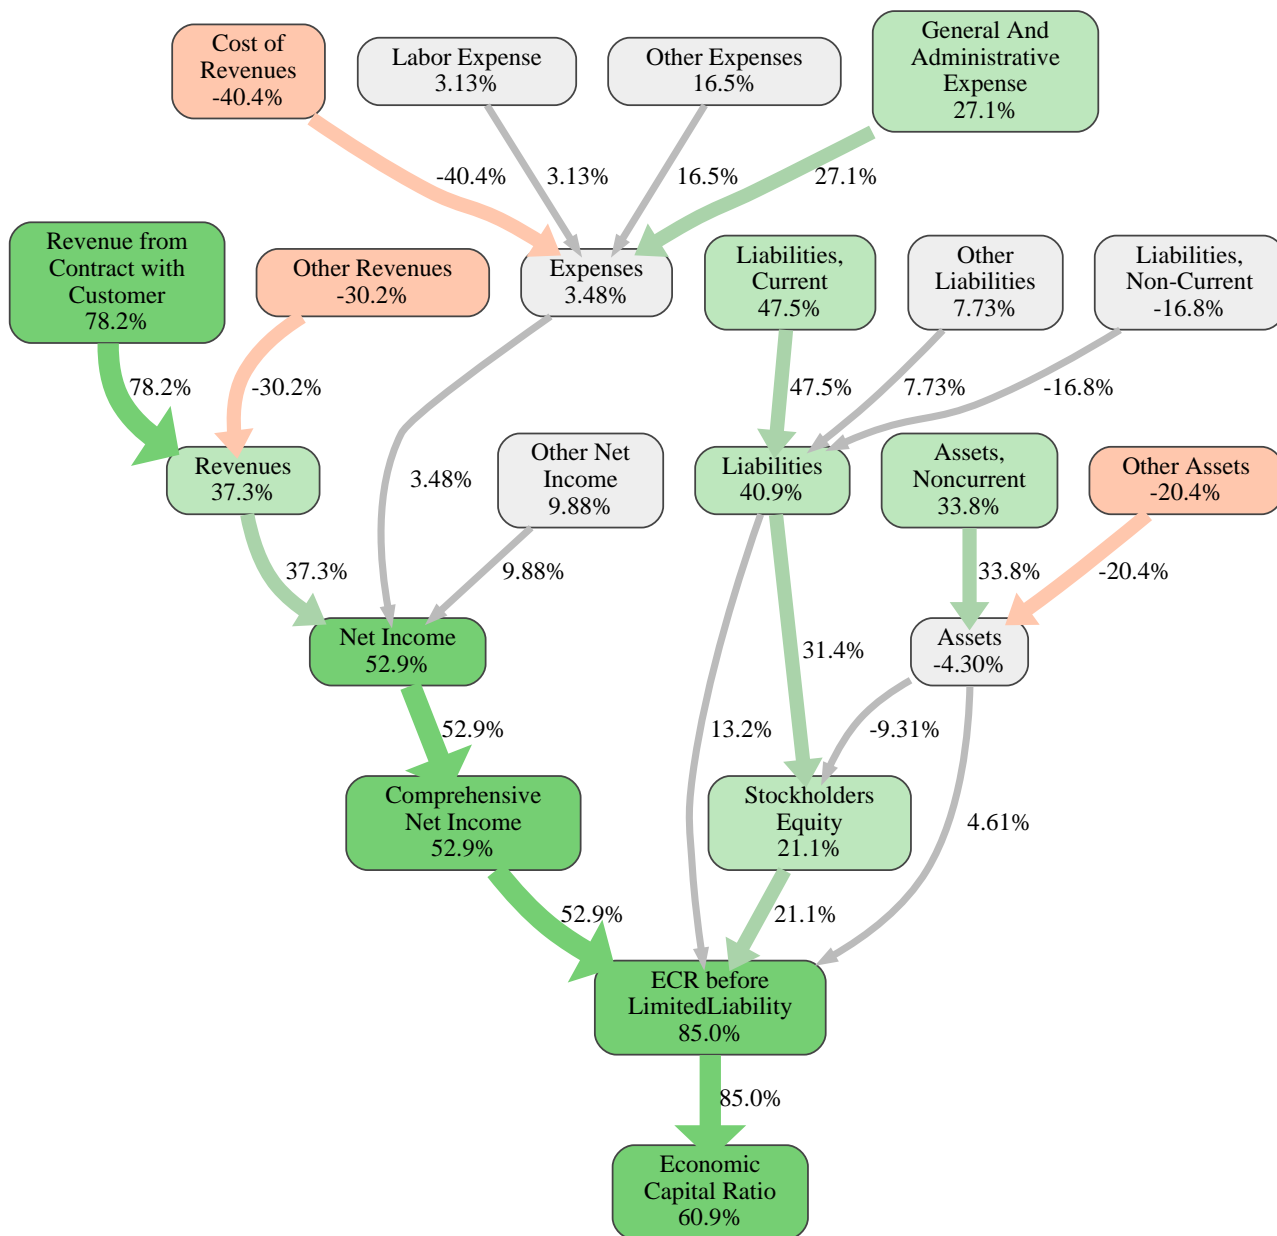 Cost of
Revenues
-40.4%
Labor Expense
3.13%
Other Expenses
16.5%
General And
Administrative
Expense
27.1%
-40.4%
3.13%
16.5%
27.1%
Revenue from
Contract with
Customer
78.2%
Other Revenues
-30.2%
Expenses
3.48%
Liabilities,
Current
47.5%
Other
Liabilities
7.73%
Liabilities,
Non-Current
-16.8%
78.2%
-30.2%
47.5%
7.73%
-16.8%
Revenues
37.3%
3.48%
Other Net
Income
9.88%
Liabilities
40.9%
Assets,
Noncurrent
33.8%
Other Assets
-20.4%
37.3%
9.88%
33.8%
-20.4%
Net Income
52.9%
31.4%
Assets
-4.30%
52.9%
13.2%
-9.31%
Comprehensive
Net Income
52.9%
Stockholders
Equity
21.1%
4.61%
52.9%
21.1%
ECR before
LimitedLiability
85.0%
85.0%
Economic
Capital Ratio
60.9%